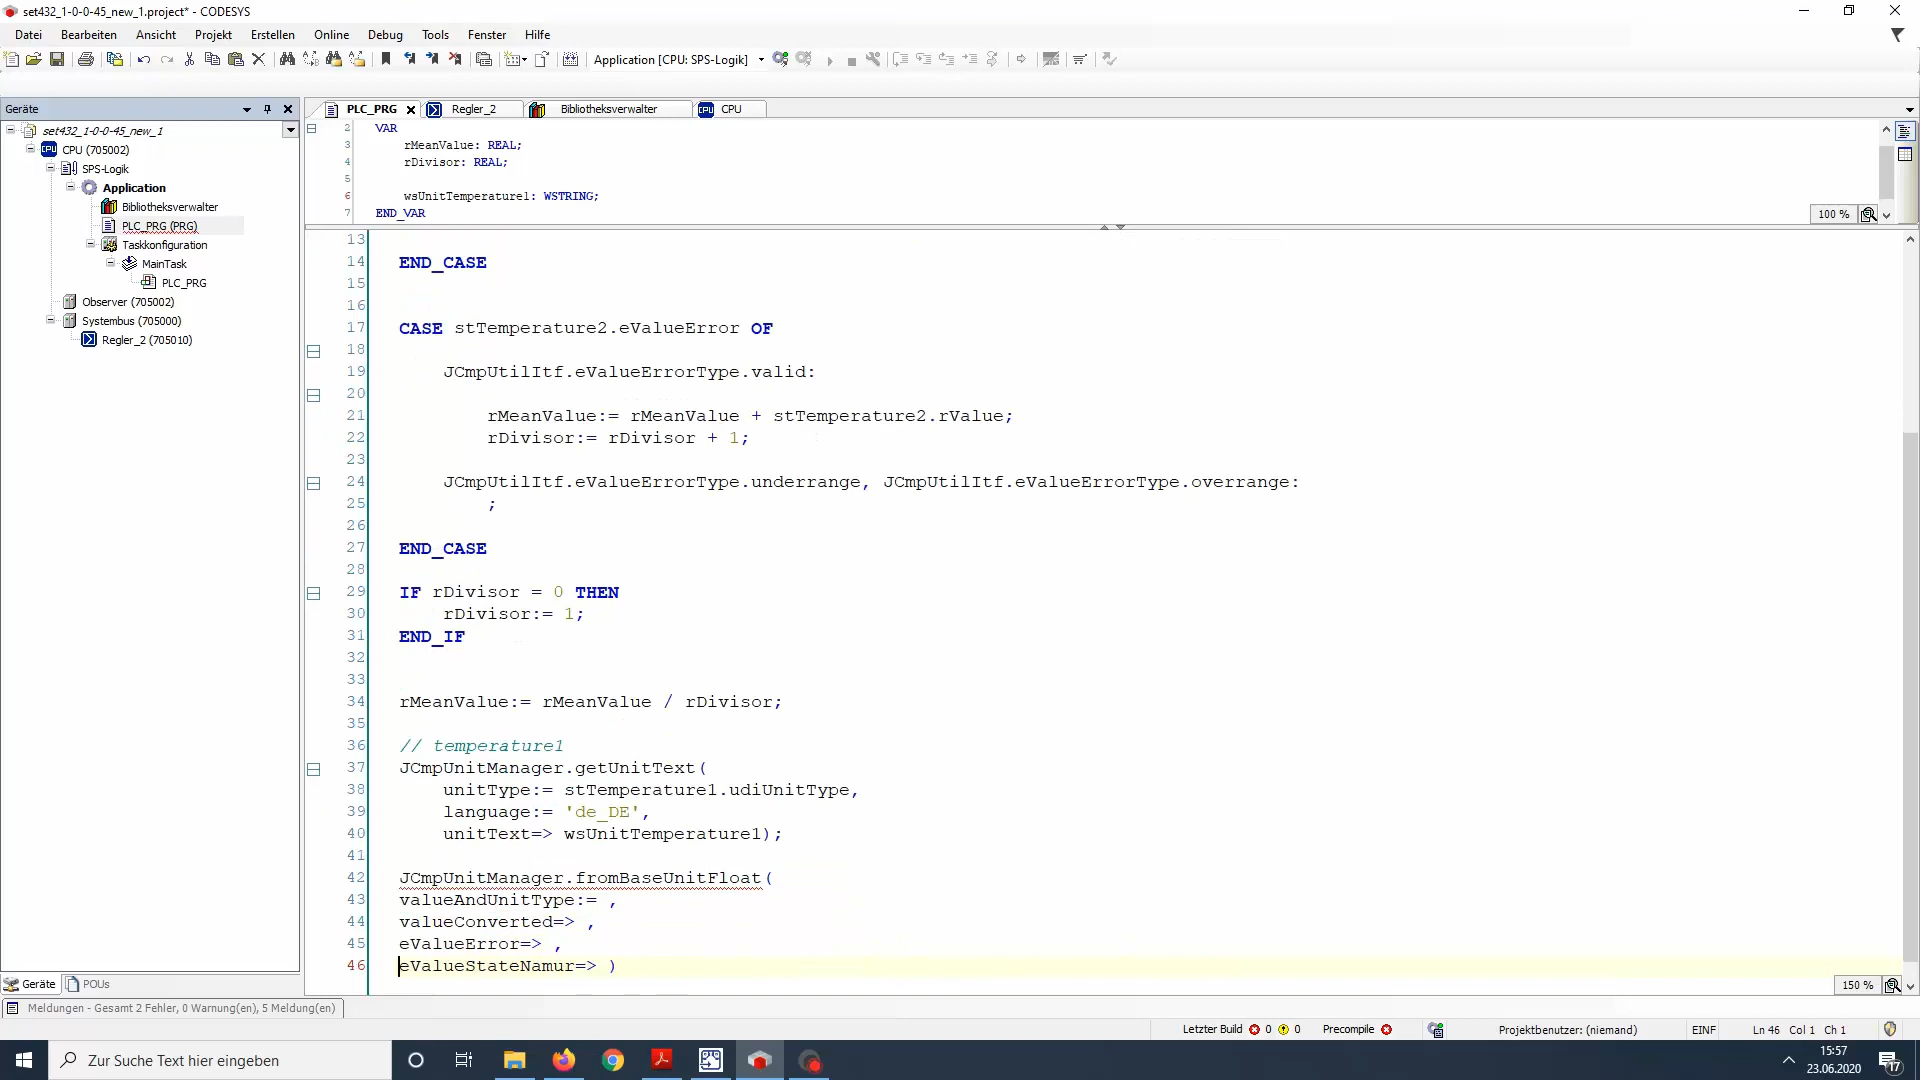 set432_1-0-0-45_new_1.project* - CODESYS
Datei Bearbeiten Ansicht Projekt Erstellen Online Debug Tools Fenster Hilfe
Application [CPU: SPS-Logik]
Geräte
set432_1-0-0-45_new_1
CPU (705002)
SPS-Logik
Application
Bibliotheksverwalter
PLC_PRG (PRG)
Taskkonfiguration
MainTask
PLC_PRG
Observer (705002)
Systembus (705000)
Regler_2 (705010)
PLC_PRG Regler_2 Bibliotheksverwalter CPU
2 VAR
3 rMeanValue: REAL;
4 rDivisor: REAL;
5
6 wsUnitTemperature1: WSTRING;
7 END_VAR
100 %
13
14 END_CASE
15
16
17 CASE stTemperature2.eValueError OF
18
19 JCmpUtilItf.eValueErrorType.valid:
20
21 rMeanValue:= rMeanValue + stTemperature2.rValue;
22 rDivisor:= rDivisor + 1;
23
24 JCmpUtilItf.eValueErrorType.underrange, JCmpUtilItf.eValueErrorType.overrange:
25 ;
26
27 END_CASE
28
29 IF rDivisor = 0 THEN
30 rDivisor:= 1;
31 END_IF
32
33
34 rMeanValue:= rMeanValue / rDivisor;
35
36 // temperature1
37 JCmpUnitManager.getUnitText(
38 unitType:= stTemperature1.udiUnitType,
39 language:= 'de_DE',
40 unitText=> wsUnitTemperature1);
41
42 JCmpUnitManager.fromBaseUnitFloat(
43 valueAndUnitType:= ,
44 valueConverted=> ,
45 eValueError=> ,
46 eValueStateNamur=> )
150 %
Geräte POUs
Meldungen - Gesamt 2 Fehler, 0 Warnung(en), 5 Meldung(en)
Letzter Build 0 0 Precompile Projektbenutzer: (niemand) EINF Ln 46 Col 1 Ch 1
Zur Suche Text hier eingeben
15:57
23.06.2020
17